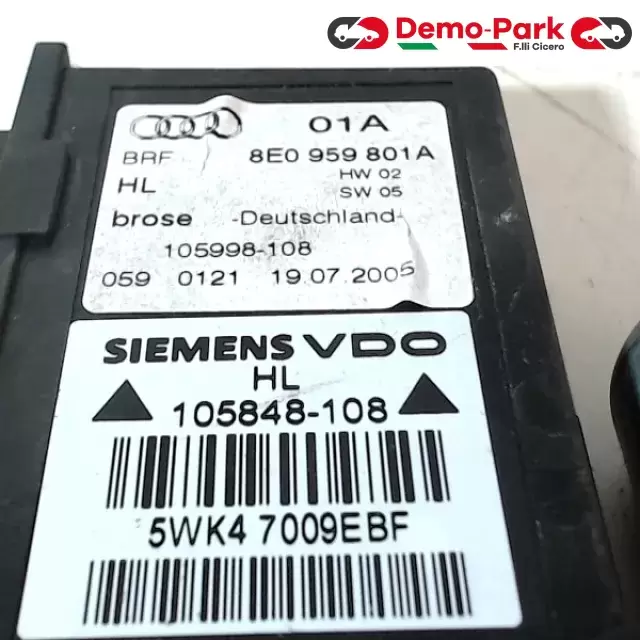 Demo-Park
F.lli Cicero
01A
BRF 8E0 959 801A
HL HW 02
SW 05
brose -Deutschland-
105998-108
059 0121 19.07.2005
SIEMENS VDO
HL
105848-108
5WK4 7009EBF